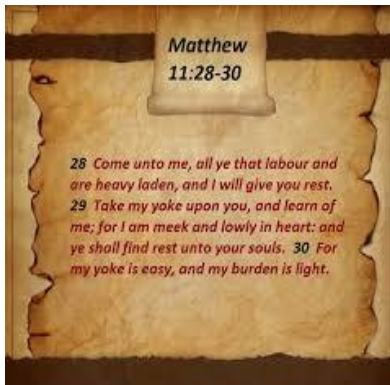 Matthew
11:28-30
28 Come unto me, all ye that labour and
are heavy laden, and I will give you rest.
29 Take my yoke upon you, and learn of
me; for I am meek and lowly in heart: and
ye shall find rest unto your souls. 30 For
my yoke is easy, and my burden is light.